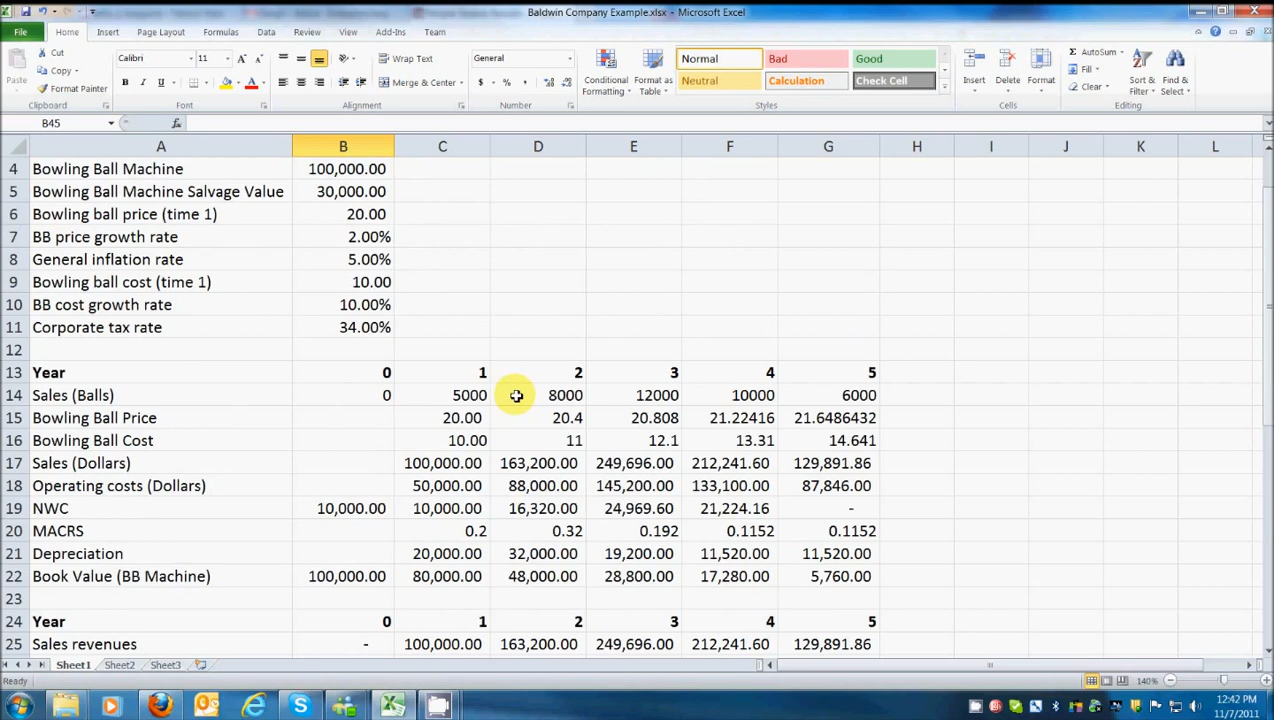 Baldwin Company Example.xlsx - Microsoft Excel
File Home Insert Page Layout Formulas Data Review View Add-Ins Team
Paste
Cut
Copy
Format Painter
Clipboard
Calibri 11
B I U
Font
Wrap Text
Merge & Center
Alignment
General
$ % ,
Number
Conditional Formatting
Format as Table
Normal Bad Good
Neutral Calculation Check Cell
Styles
Insert Delete Format
Cells
AutoSum
Fill
Clear
Sort & Filter
Find & Select
Editing
B45 fx
A B C D E F G H I J K L
4 Bowling Ball Machine 100,000.00
5 Bowling Ball Machine Salvage Value 30,000.00
6 Bowling ball price (time 1) 20.00
7 BB price growth rate 2.00%
8 General inflation rate 5.00%
9 Bowling ball cost (time 1) 10.00
10 BB cost growth rate 10.00%
11 Corporate tax rate 34.00%
12
13 Year 0 1 2 3 4 5
14 Sales (Balls) 0 5000 8000 12000 10000 6000
15 Bowling Ball Price 20.00 20.4 20.808 21.22416 21.6486432
16 Bowling Ball Cost 10.00 11 12.1 13.31 14.641
17 Sales (Dollars) 100,000.00 163,200.00 249,696.00 212,241.60 129,891.86
18 Operating costs (Dollars) 50,000.00 88,000.00 145,200.00 133,100.00 87,846.00
19 NWC 10,000.00 10,000.00 16,320.00 24,969.60 21,224.16 -
20 MACRS 0.2 0.32 0.192 0.1152 0.1152
21 Depreciation 20,000.00 32,000.00 19,200.00 11,520.00 11,520.00
22 Book Value (BB Machine) 100,000.00 80,000.00 48,000.00 28,800.00 17,280.00 5,760.00
23
24 Year 0 1 2 3 4 5
25 Sales revenues - 100,000.00 163,200.00 249,696.00 212,241.60 129,891.86
Sheet1 Sheet2 Sheet3
Ready 140%
12:42 PM
11/7/2011